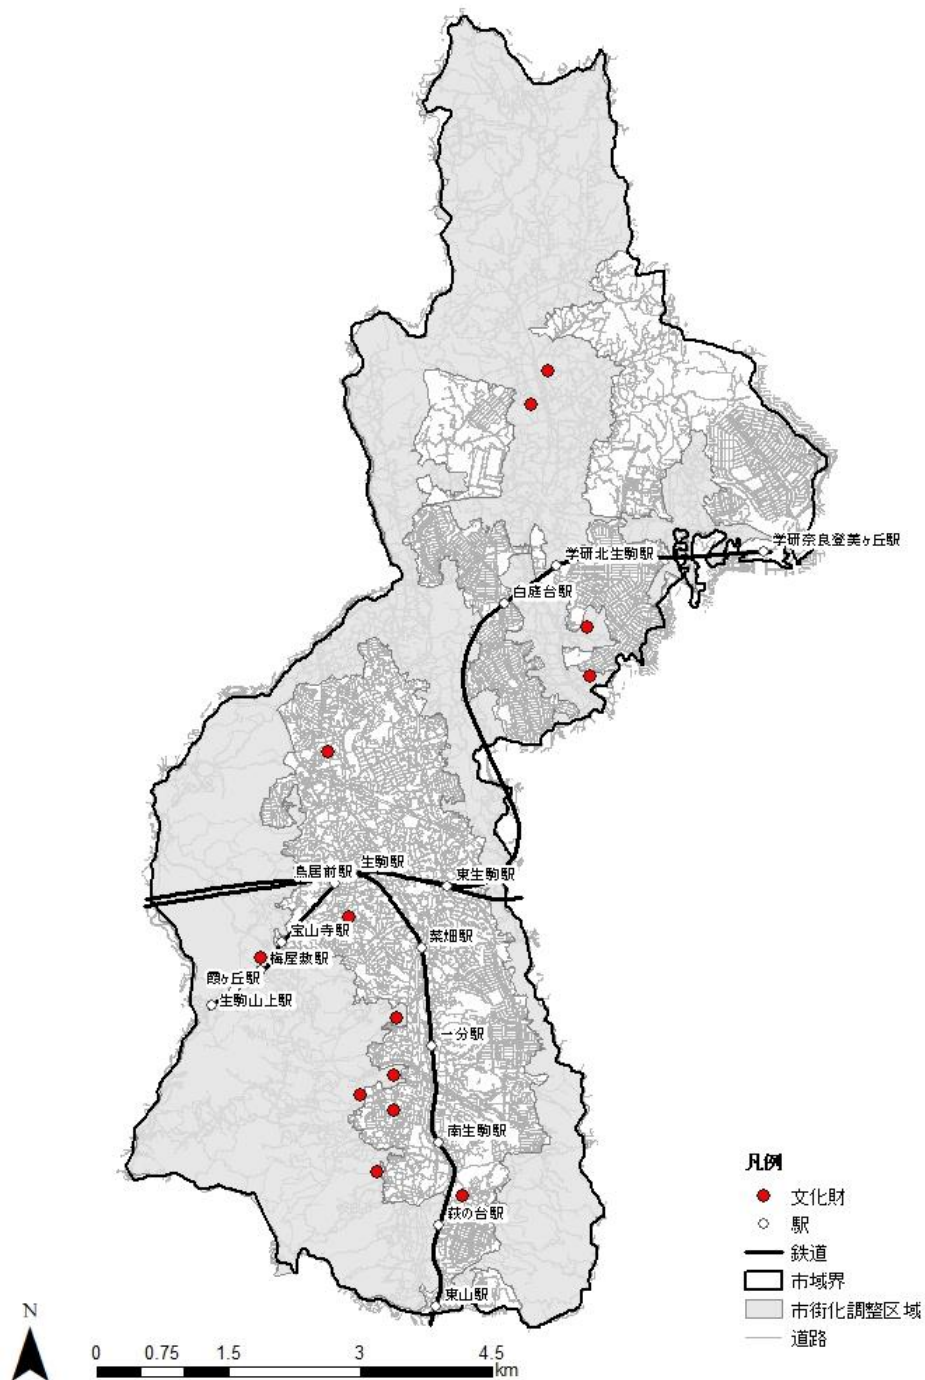 学研奈良登美ヶ丘駅
学研北生駒駅
白庭台駅
生駒駅
鳥居前駅
東生駒駅
宝山寺駅
菜畑駅
梅屋敷駅
霞ヶ丘駅
生駒山上駅
一分駅
南生駒駅
萩の台駅
東山駅
凡例
文化財
駅
鉄道
市域界
市街化調整区域
道路
N
0 0.75 1.5 3 4.5
km